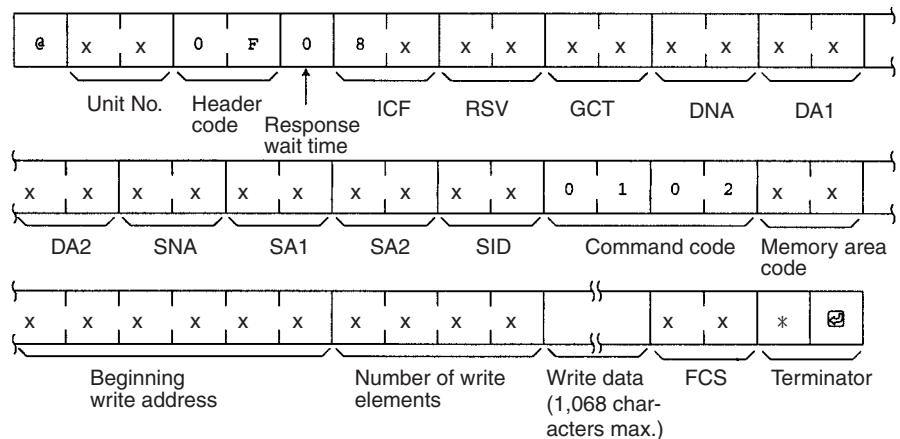 @ x x 0 F 0 8 x x x x x x x x x
Unit No. Header code Response wait time ICF RSV GCT DNA DA1
x x x x x x x x x x 0 1 0 2 x x
DA2 SNA SA1 SA2 SID Command code Memory area code
x x x x x x x x x x x x * ↵
Beginning write address Number of write elements Write data (1,068 char- acters max.) FCS Terminator